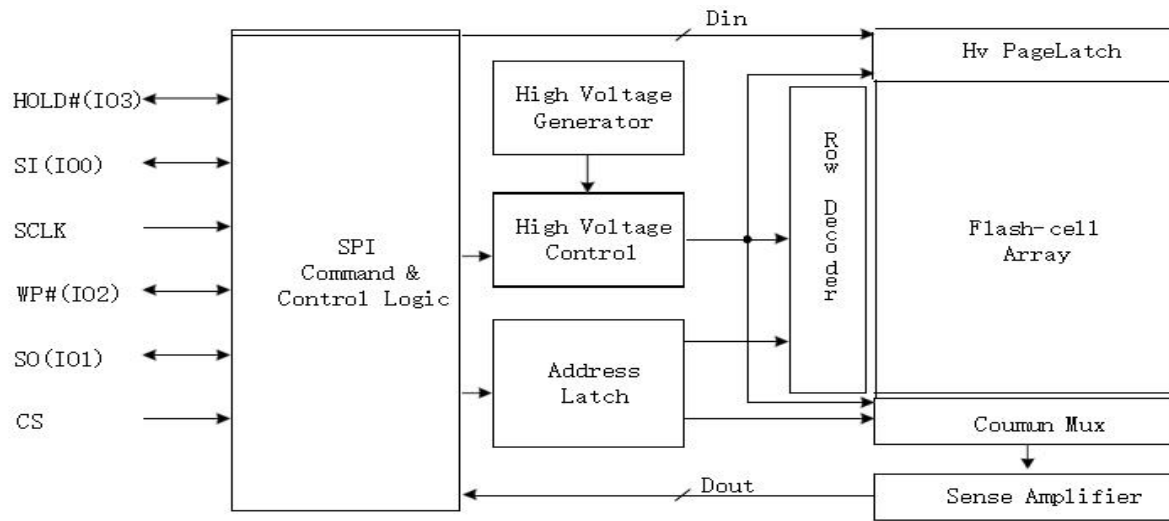 Din
Hv PageLatch
High Voltage
Generator
HOLD#(IO3)
SI(IO0)
SCLK
WP#(IO2)
SO(IO1)
CS
SPI
Command &
Control Logic
High Voltage
Control
Address
Latch
Row Decoder
Flash-cell
Array
Coumun Mux
Dout
Sense Amplifier